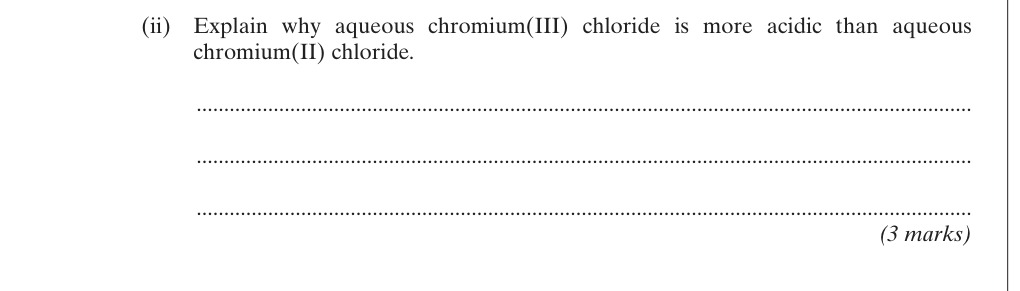 (ii) Explain why aqueous chromium(III) chloride is more acidic than aqueous
chromium(II) chloride.
(3 marks)